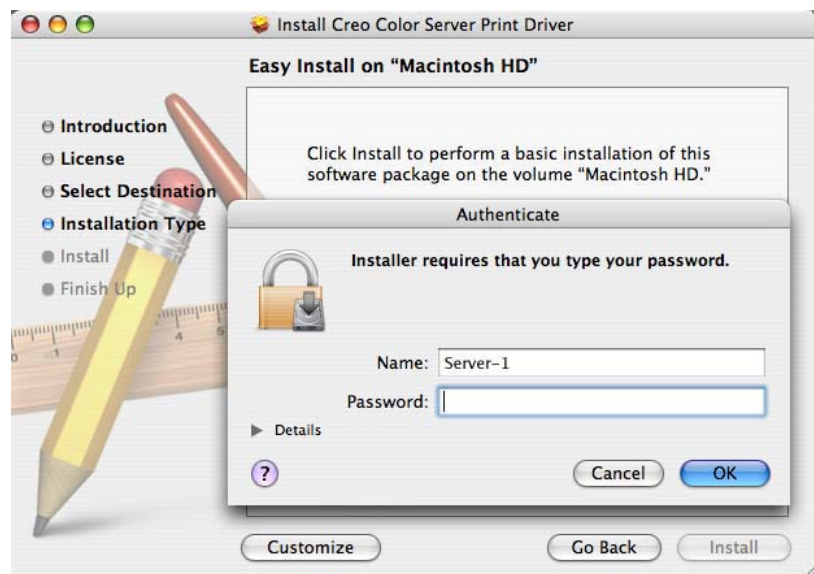 Install Creo Color Server Print Driver
Easy Install on “Macintosh HD”
Introduction
License
Select Destination
Installation Type
Install
Finish Up
Click Install to perform a basic installation of this
software package on the volume “Macintosh HD.”
Authenticate
Installer requires that you type your password.
Name: Server-1
Password:
Details
?
Cancel OK
Customize Go Back Install